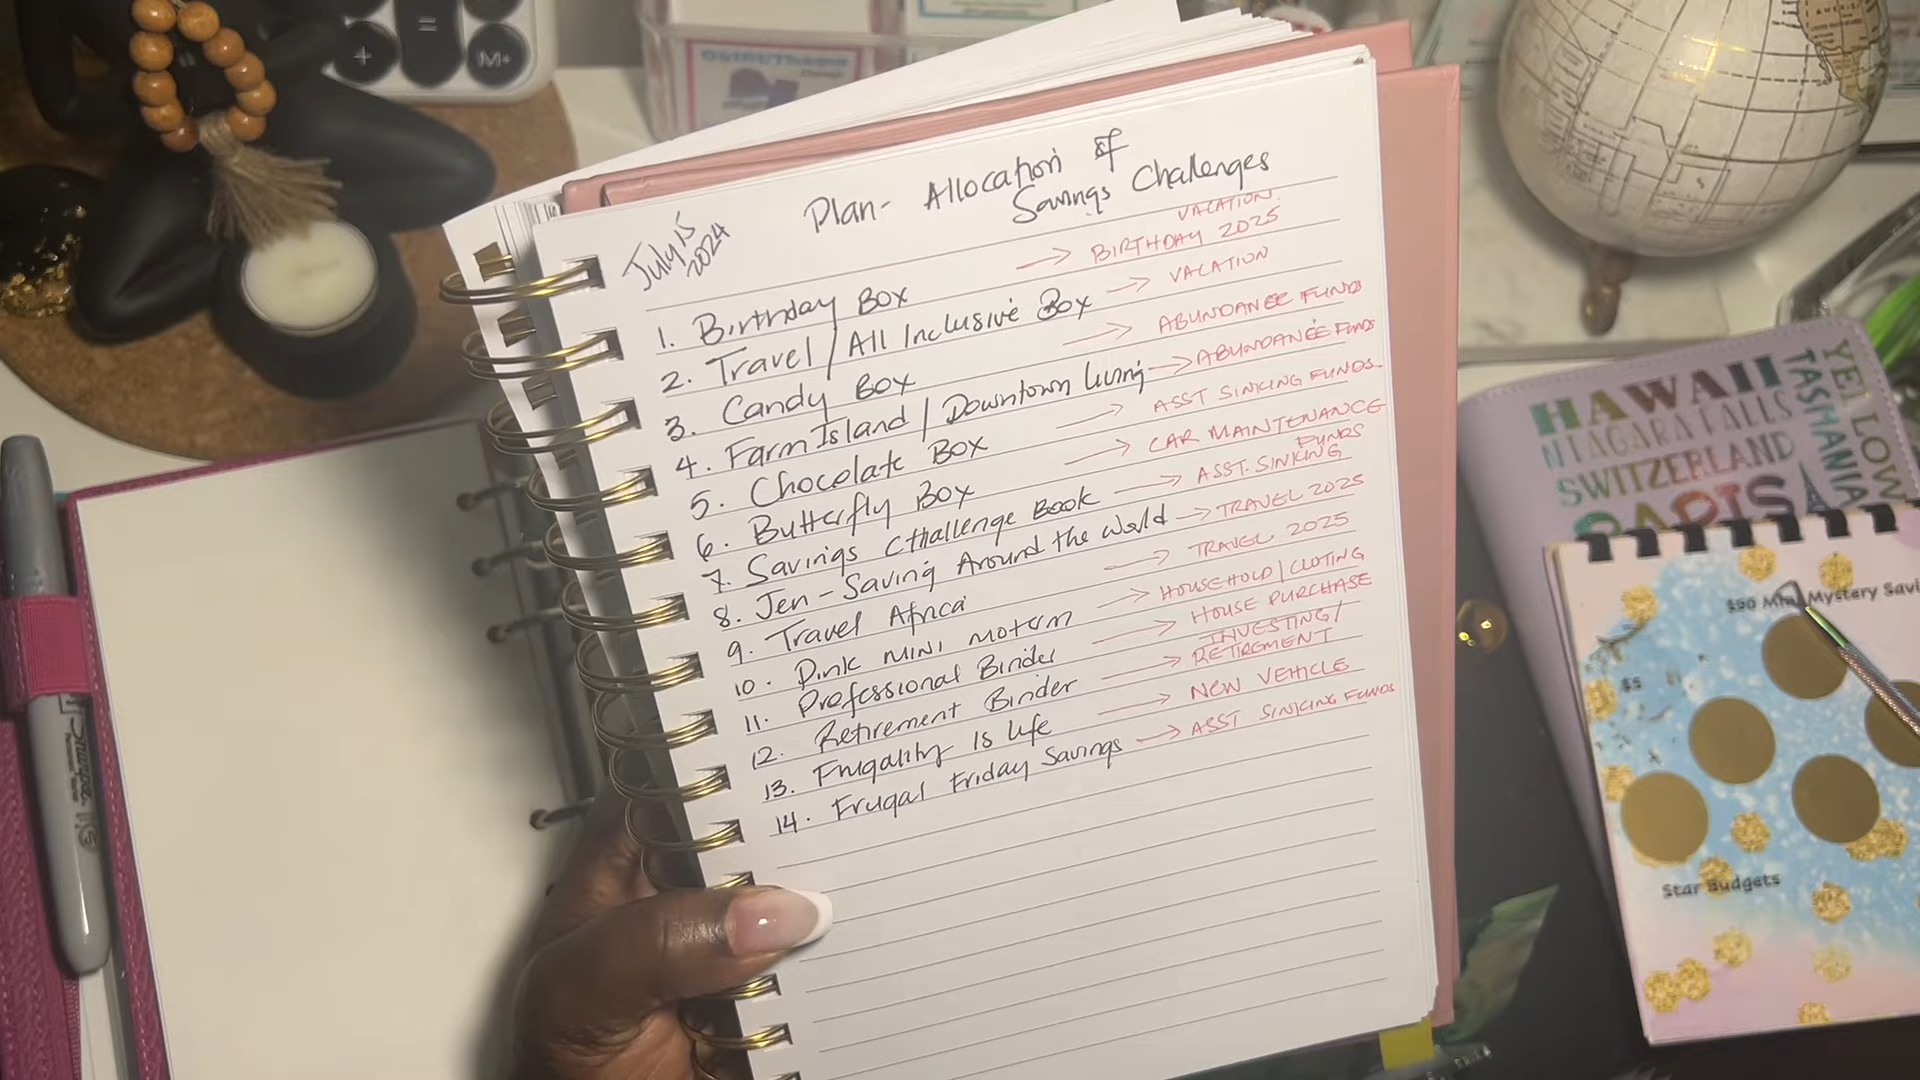 M+
=
+
July 15
2024
Plan- Allocation of
Savings Challenges
1. Birthday Box → VACATION. BIRTHDAY 2025
2. Travel / All Inclusive Box → VACATION
3. Candy Box → ABUNDANCE FUNDS
4. Farm Island / Downtown living → ABUNDANCE FUNDS
5. Chocolate Box → ASST SINKING FUNDS.
6. Butterfly Box → CAR MAINTENANCE
7. Savings Challenge Book → ASST. SINKING FUNDS
8. Jen - Saving Around the World → TRAVEL 2025
9. Travel Africa → TRAVEL 2025
10. Pink MINI MOTERM → HOUSEHOLD | CLOTING
11. Professional Binder → HOUSE PURCHASE
12. Retirement Binder → INVESTING / RETIREMENT
13. Frugality Is life → NEW VEHICLE
14. Frugal Friday Savings → ASST SINKING FUNDS
Sharpie
HAWAII
NIAGARA FALLS
SWITZERLAND
PARIS
TASMANIA
YELLOW
$90 Mini Mystery Savi
$5
Star Budgets